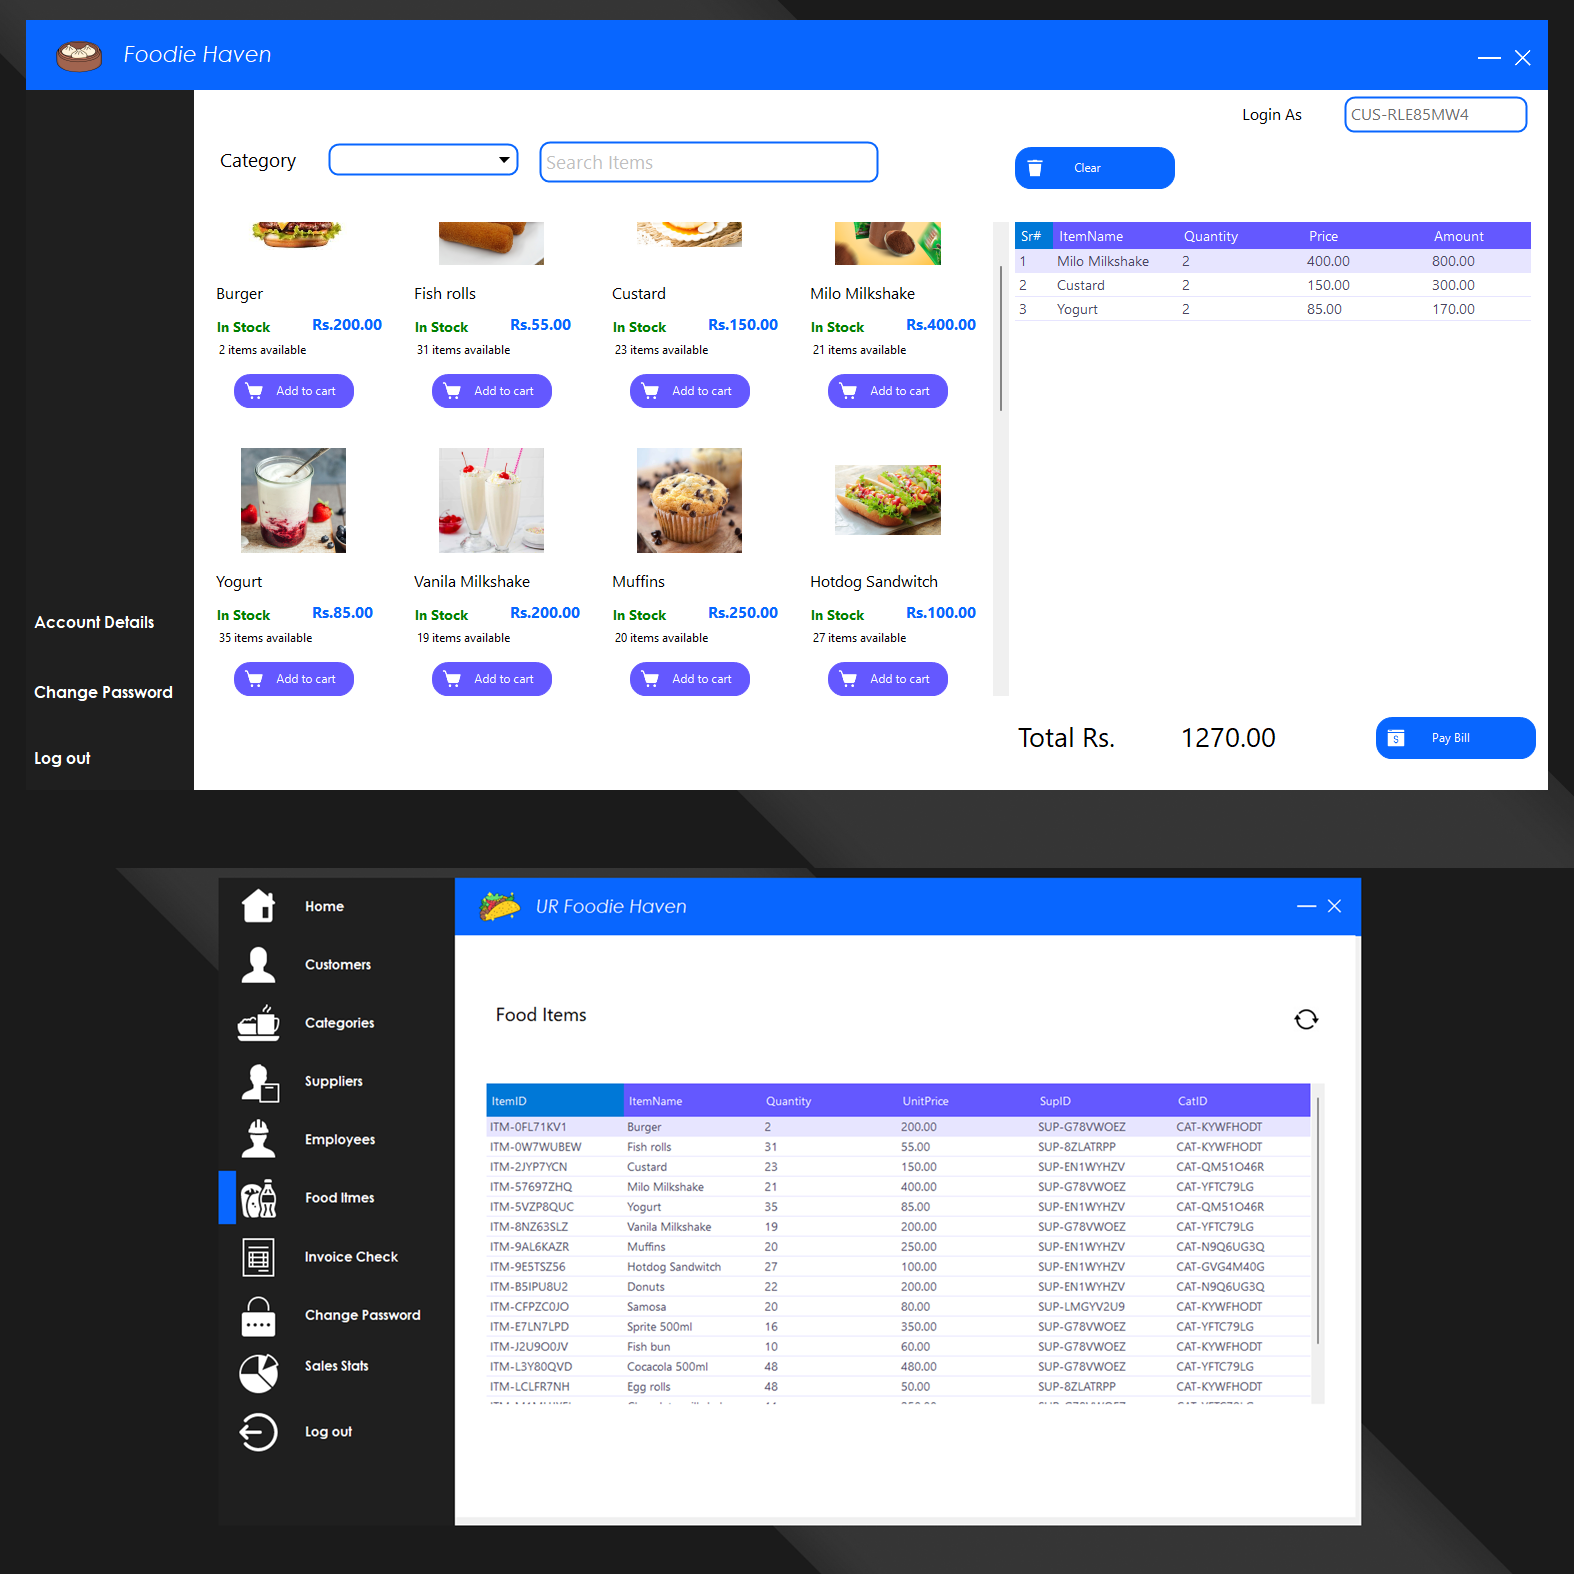 Foodie Haven
Login As CUS-RLE85MW4
Category Search Items Clear
Burger Fish rolls Custard Milo Milkshake
In Stock Rs.200.00 In Stock Rs.55.00 In Stock Rs.150.00 In Stock Rs.400.00
2 items available 31 items available 23 items available 21 items available
Add to cart Add to cart Add to cart Add to cart
Yogurt Vanila Milkshake Muffins Hotdog Sandwitch
In Stock Rs.85.00 In Stock Rs.200.00 In Stock Rs.250.00 In Stock Rs.100.00
35 items available 19 items available 20 items available 27 items available
Add to cart Add to cart Add to cart Add to cart
Sr# ItemName Quantity Price Amount
1 Milo Milkshake 2 400.00 800.00
2 Custard 2 150.00 300.00
3 Yogurt 2 85.00 170.00
Account Details
Change Password
Log out
Total Rs. 1270.00 Pay Bill
Home
Customers
Categories
Suppliers
Employees
Food Itmes
Invoice Check
Change Password
Sales Stats
Log out
UR Foodie Haven
Food Items
ItemID ItemName Quantity UnitPrice SupID CatID
ITM-0FL71KV1 Burger 2 200.00 SUP-G78VWOEZ CAT-KYWFHODT
ITM-0W7WUBEW Fish rolls 31 55.00 SUP-8ZLATRPP CAT-KYWFHODT
ITM-2JYP7YCN Custard 23 150.00 SUP-EN1WYHZV CAT-QM51O46R
ITM-57697ZHQ Milo Milkshake 21 400.00 SUP-G78VWOEZ CAT-YFTC79LG
ITM-5VZP8QUC Yogurt 35 85.00 SUP-EN1WYHZV CAT-QM51O46R
ITM-8NZ63SLZ Vanila Milkshake 19 200.00 SUP-G78VWOEZ CAT-YFTC79LG
ITM-9AL6KAZR Muffins 20 250.00 SUP-EN1WYHZV CAT-N9Q6UG3Q
ITM-9E5TSZ56 Hotdog Sandwitch 27 100.00 SUP-EN1WYHZV CAT-GVG4M40G
ITM-B5IPU8U2 Donuts 22 200.00 SUP-EN1WYHZV CAT-N9Q6UG3Q
ITM-CFPZC0JO Samosa 20 80.00 SUP-LMGYV2U9 CAT-KYWFHODT
ITM-E7LN7LPD Sprite 500ml 16 350.00 SUP-G78VWOEZ CAT-YFTC79LG
ITM-J2U9O0JV Fish bun 10 60.00 SUP-G78VWOEZ CAT-KYWFHODT
ITM-L3Y80QVD Cocacola 500ml 48 480.00 SUP-G78VWOEZ CAT-YFTC79LG
ITM-LCLFR7NH Egg rolls 48 50.00 SUP-8ZLATRPP CAT-KYWFHODT